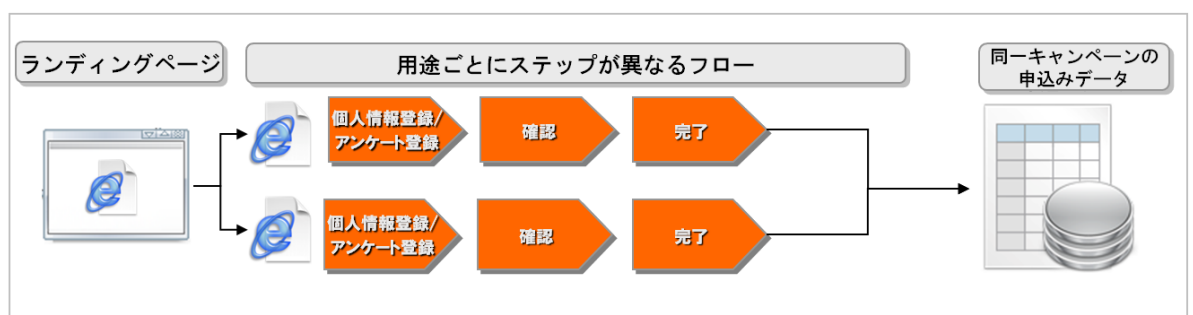 ランディングページ
用途ごとにステップが異なるフロー
同一キャンペーンの
申込みデータ
個人情報登録/
アンケート登録
確認
完了
個人情報登録/
アンケート登録
確認
完了